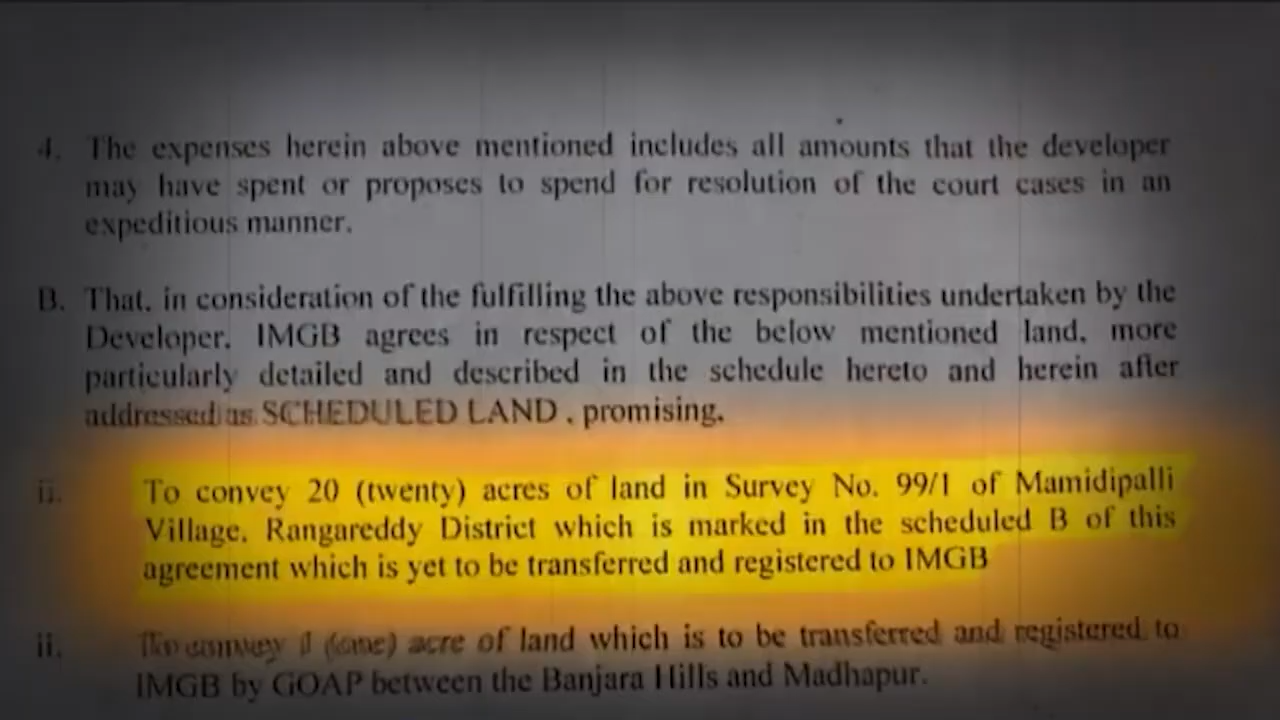 4. The expenses herein above mentioned includes all amounts that the developer
may have spent or proposes to spend for resolution of the court cases in an
expeditious manner.
B. That, in consideration of the fulfilling the above responsibilities undertaken by the
Developer. IMGB agrees in respect of the below mentioned land, more
particularly detailed and described in the schedule hereto and herein after
addressed as SCHEDULED LAND , promising.
ii. To convey 20 (twenty) acres of land in Survey No. 99/1 of Mamidipalli
Village. Rangareddy District which is marked in the scheduled B of this
agreement which is yet to be transferred and registered to IMGB
ii. To convey 1 (one) acre of land which is to be transferred and registered to
IMGB by GOAP between the Banjara Hills and Madhapur.